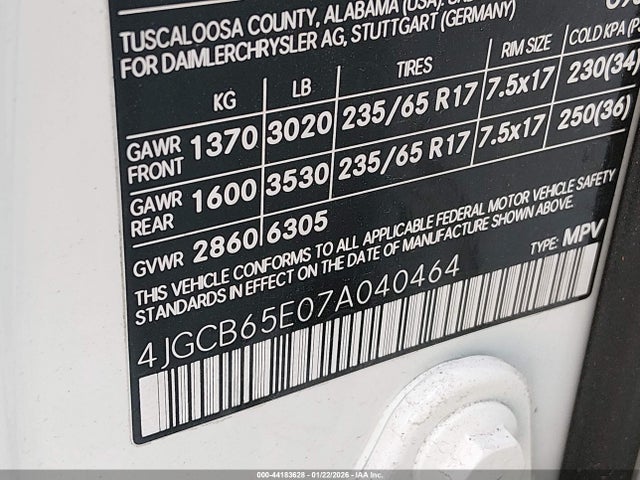 TUSCALOOSA COUNTY, ALABAMA (USA).
FOR DAIMLERCHRYSLER AG, STUTTGART (GERMANY)
KG LB TIRES RIM SIZE COLD KPA
GAWR FRONT 1370 3020 235/65 R17 7.5x17 230(34)
GAWR REAR 1600 3530 235/65 R17 7.5x17 250(36)
GVWR 2860 6305
THIS VEHICLE CONFORMS TO ALL APPLICABLE FEDERAL MOTOR VEHICLE SAFETY
STANDARDS IN EFFECT ON THE DATE OF MANUFACTURE SHOWN ABOVE.
4JGCB65E07A040464 TYPE: MPV
000-44183628 - 01/22/2026 - IAA Inc.